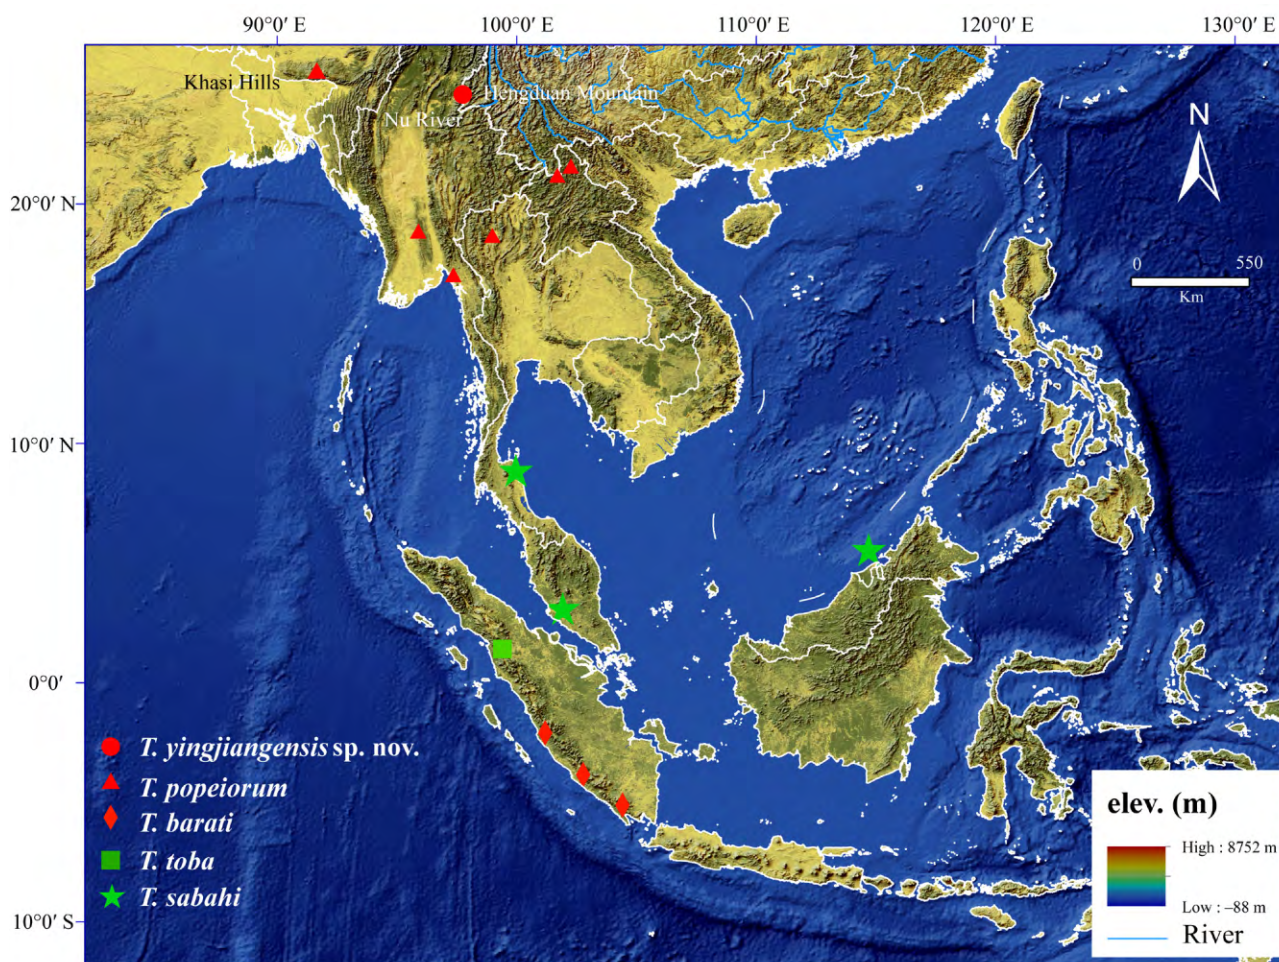 90°0′ E
100°0′ E
110°0′ E
120°0′ E
130°0′ E
Khasi Hills
Hengduan Mountain
Nu River
N
20°0′ N
0
550
Km
10°0′ N
0°0′
T. yingjiangensis sp. nov.
T. popeiorum
T. barati
T. toba
T. sabahi
10°0′ S
elev. (m)
High : 8752 m
Low : –88 m
River